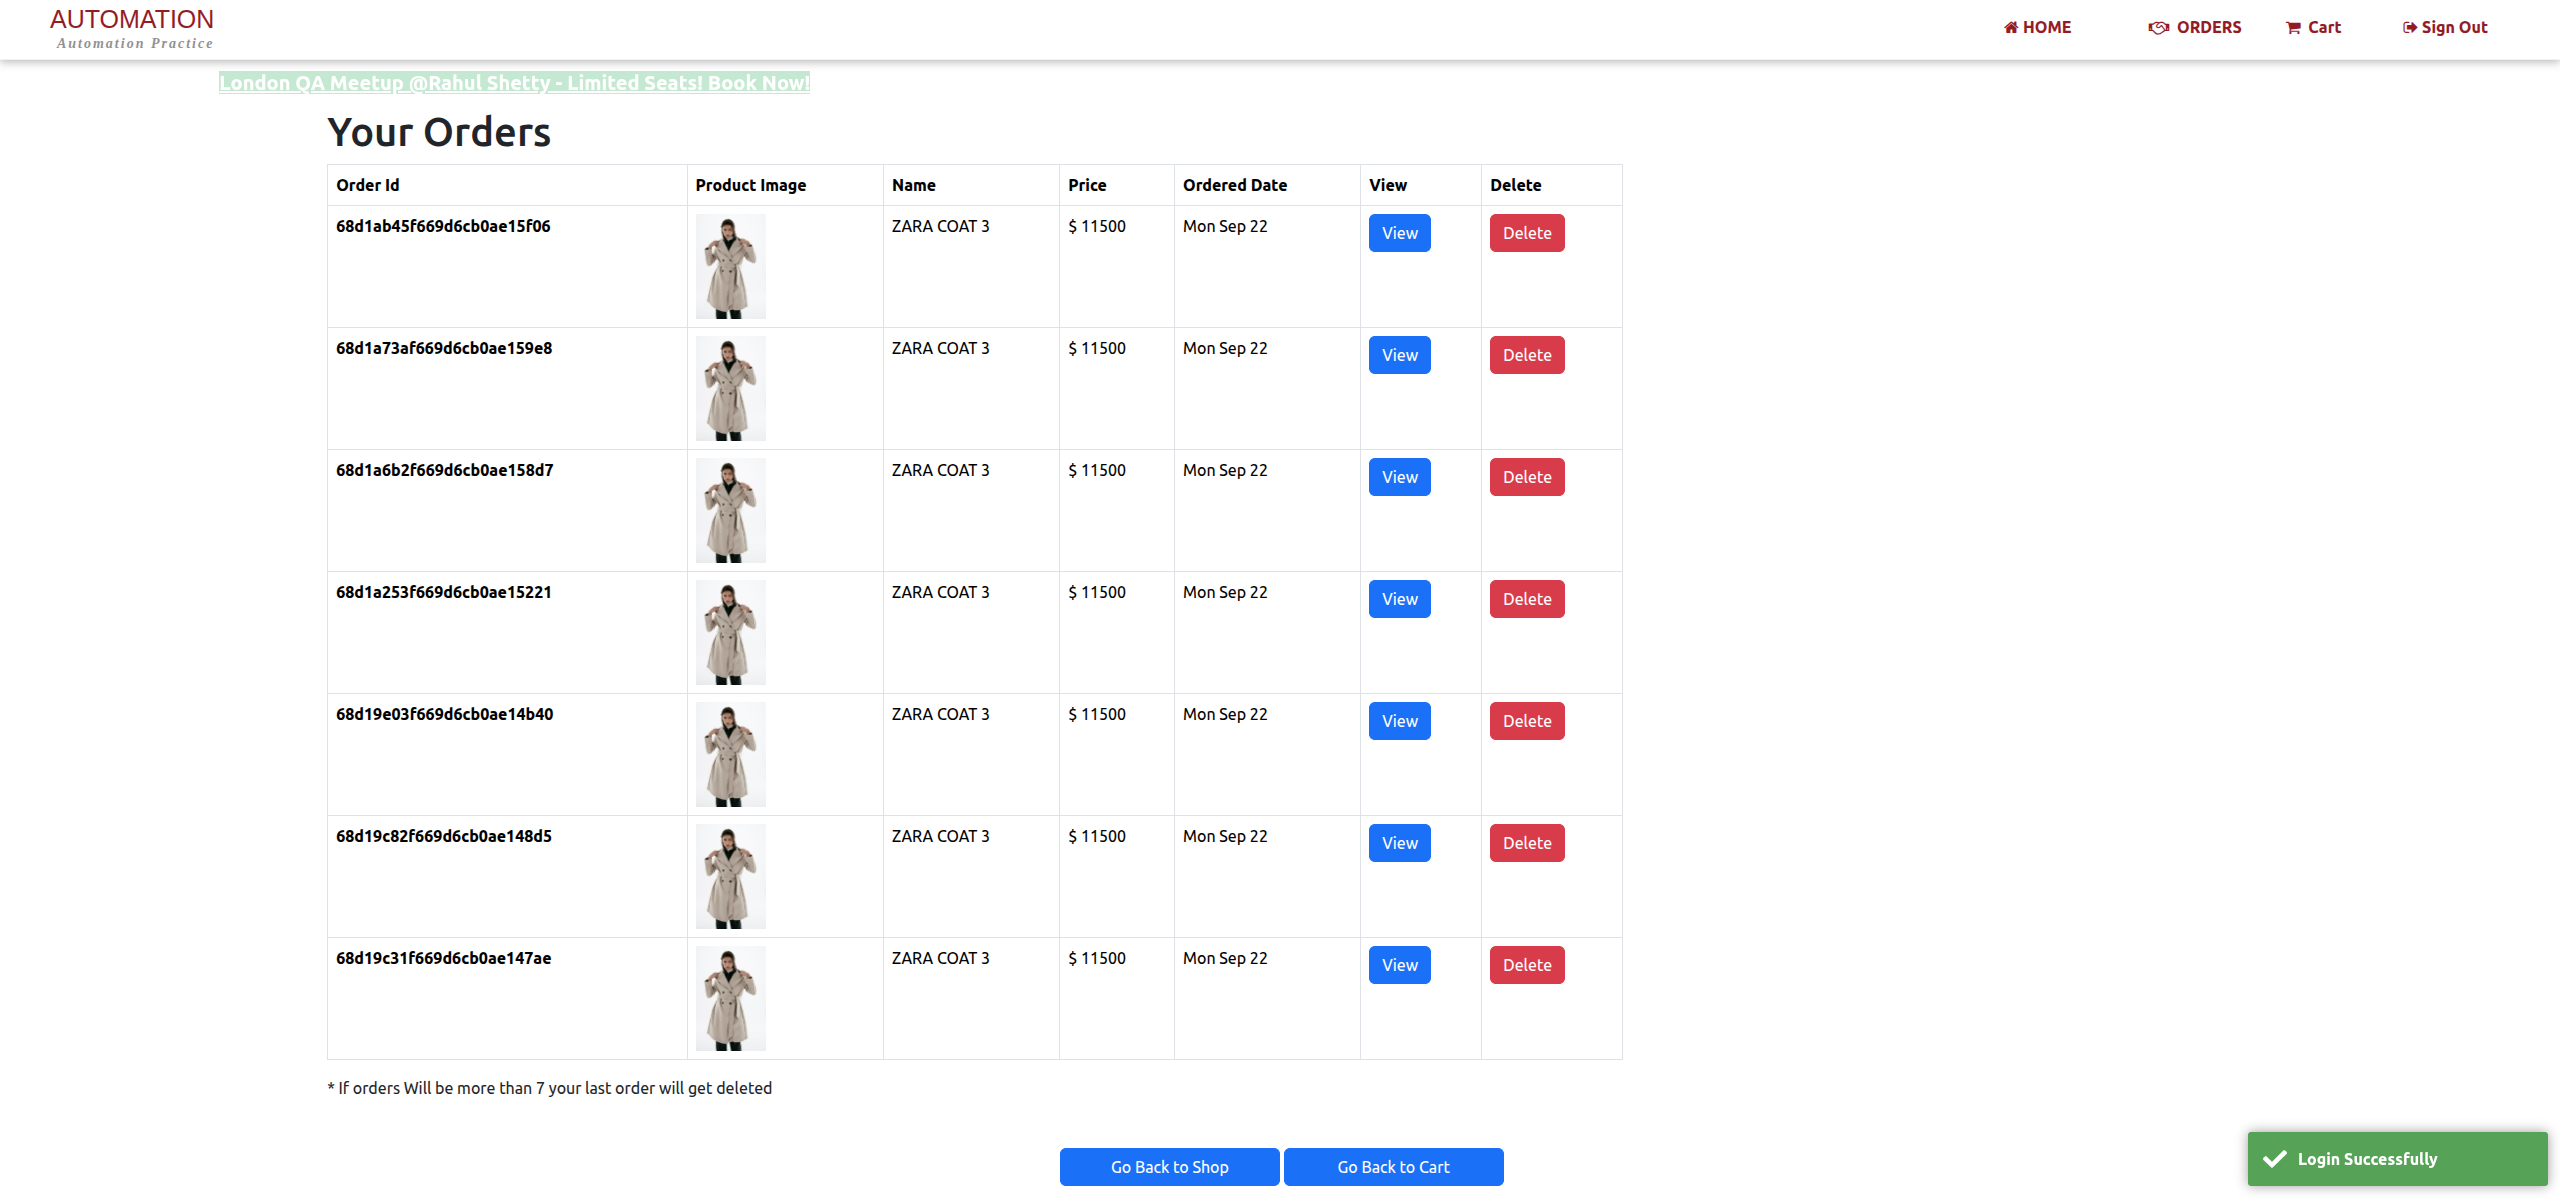 AUTOMATION
Automation Practice
HOME ORDERS Cart Sign Out
London QA Meetup @Rahul Shetty - Limited Seats! Book Now!
Your Orders
Order Id Product Image Name Price Ordered Date View Delete
68d1ab45f669d6cb0ae15f06 ZARA COAT 3 $ 11500 Mon Sep 22 View Delete
68d1a73af669d6cb0ae159e8 ZARA COAT 3 $ 11500 Mon Sep 22 View Delete
68d1a6b2f669d6cb0ae158d7 ZARA COAT 3 $ 11500 Mon Sep 22 View Delete
68d1a253f669d6cb0ae15221 ZARA COAT 3 $ 11500 Mon Sep 22 View Delete
68d19e03f669d6cb0ae14b40 ZARA COAT 3 $ 11500 Mon Sep 22 View Delete
68d19c82f669d6cb0ae148d5 ZARA COAT 3 $ 11500 Mon Sep 22 View Delete
68d19c31f669d6cb0ae147ae ZARA COAT 3 $ 11500 Mon Sep 22 View Delete
* If orders Will be more than 7 your last order will get deleted
Go Back to Shop Go Back to Cart
Login Successfully